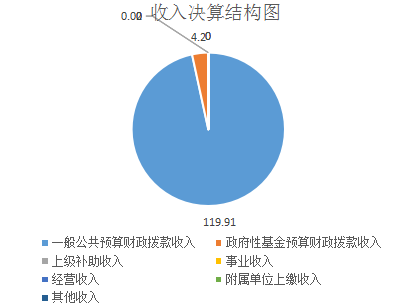 收入决算结构图
0.00
4.20
119.91
一般公共预算财政拨款收入
政府性基金预算财政拨款收入
上级补助收入
事业收入
经营收入
附属单位上缴收入
其他收入